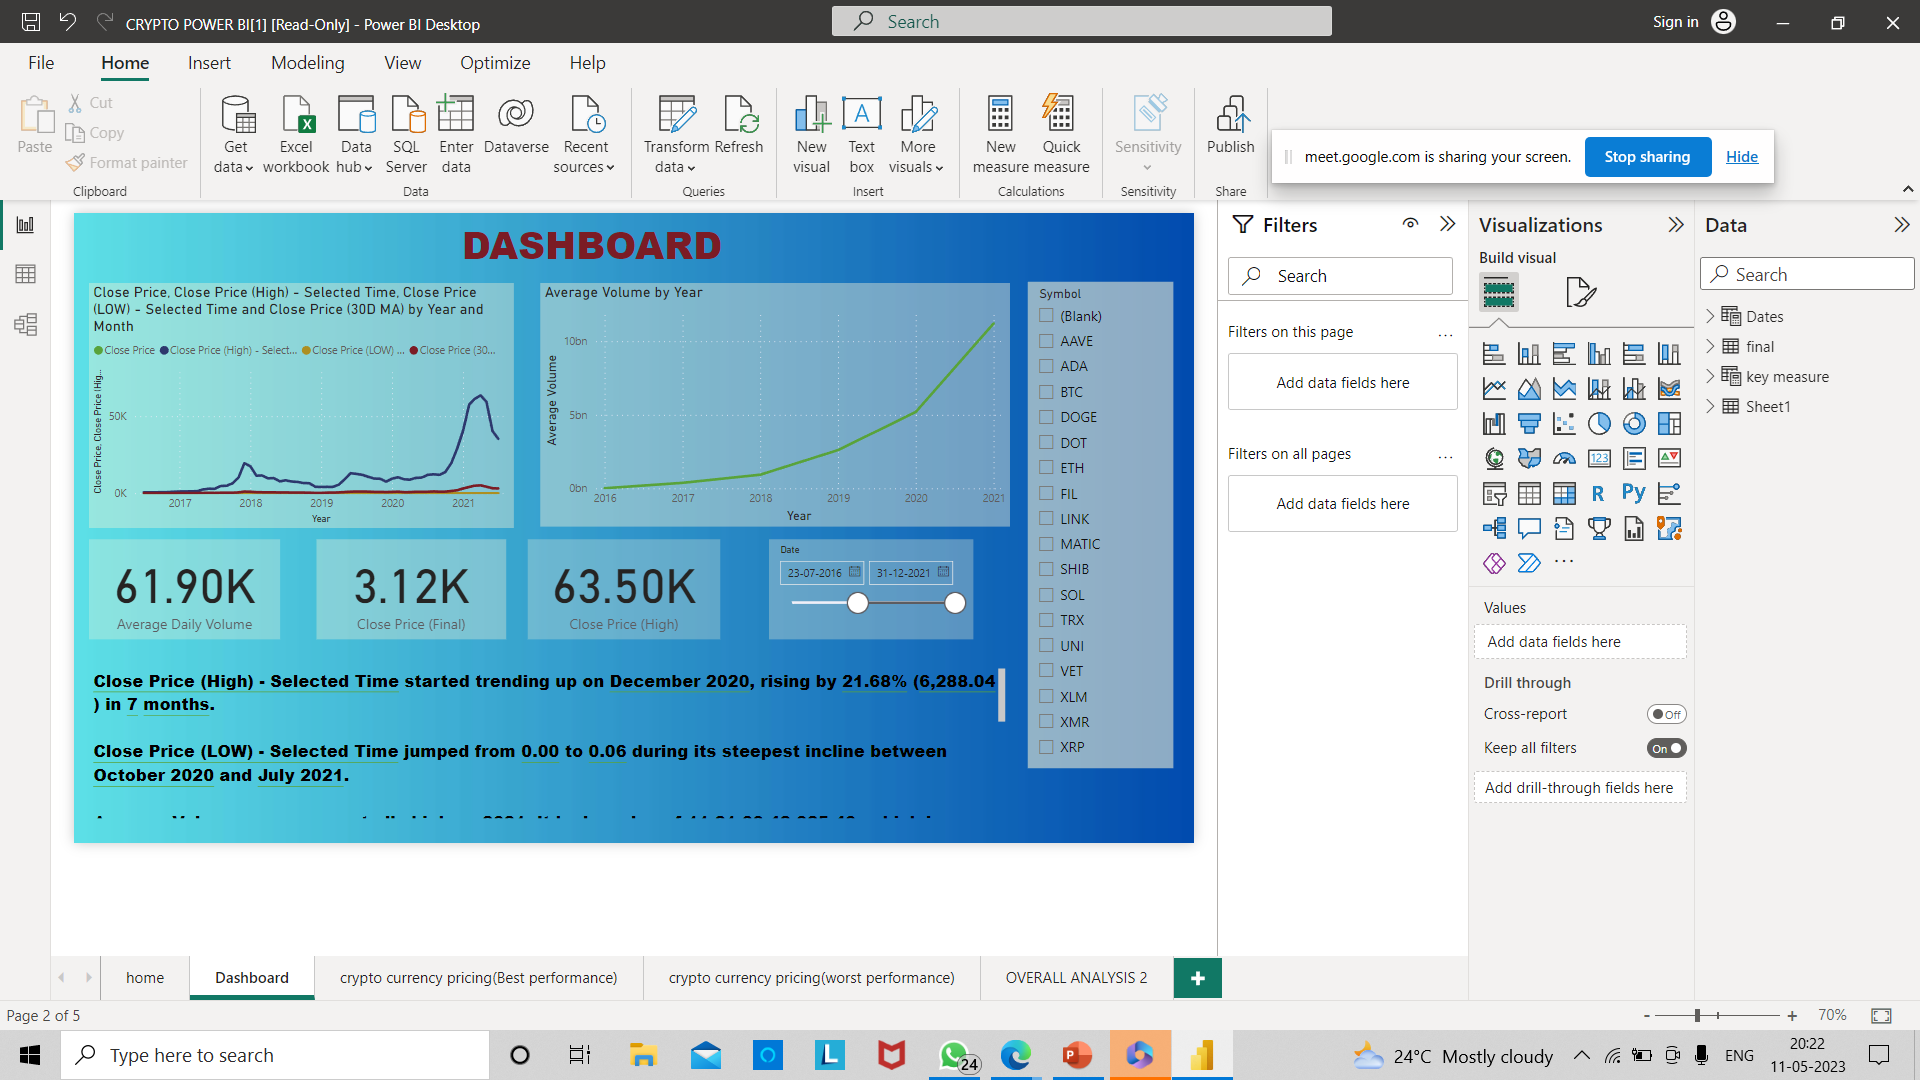 CRYPTO POWER BI[1] [Read-Only] - Power BI Desktop
Search
Sign in
File Home Insert Modeling View Optimize Help
Paste
Cut
Copy
Format painter
Clipboard
Get data
Excel workbook
Data hub
SQL Server
Enter data
Dataverse
Recent sources
Data
Transform data
Refresh
Queries
New visual
Text box
More visuals
Insert
New measure
Quick measure
Calculations
Sensitivity
Sensitivity
Publish
Share
meet.google.com is sharing your screen.
Stop sharing
Hide
DASHBOARD
Close Price, Close Price (High) - Selected Time, Close Price
(LOW) - Selected Time and Close Price (30D MA) by Year and
Month
Close Price Close Price (High) - Select... Close Price (LOW) ... Close Price (30...
Close Price, Close Price (Hig...
50K
0K
2017 2018 2019 2020 2021
Year
Average Volume by Year
Average Volume
10bn
5bn
0bn
2016 2017 2018 2019 2020 2021
Year
Symbol
(Blank)
AAVE
ADA
BTC
DOGE
DOT
ETH
FIL
LINK
MATIC
SHIB
SOL
TRX
UNI
VET
XLM
XMR
XRP
61.90K
Average Daily Volume
3.12K
Close Price (Final)
63.50K
Close Price (High)
Date
23-07-2016 31-12-2021
Close Price (High) - Selected Time started trending up on December 2020, rising by 21.68% (6,288.04
) in 7 months.
Close Price (LOW) - Selected Time jumped from 0.00 to 0.06 during its steepest incline between
October 2020 and July 2021.
Filters
Search
Filters on this page ...
Add data fields here
Filters on all pages ...
Add data fields here
Visualizations
Build visual
123
R
Py
...
Values
Add data fields here
Drill through
Cross-report
Off
Keep all filters
On
Add drill-through fields here
Data
Search
Dates
final
key measure
Sheet1
home Dashboard crypto currency pricing(Best performance) crypto currency pricing(worst performance) OVERALL ANALYSIS 2 +
Page 2 of 5
- + 70%
Type here to search
L
24
P
24°C Mostly cloudy
ENG
20:22
11-05-2023